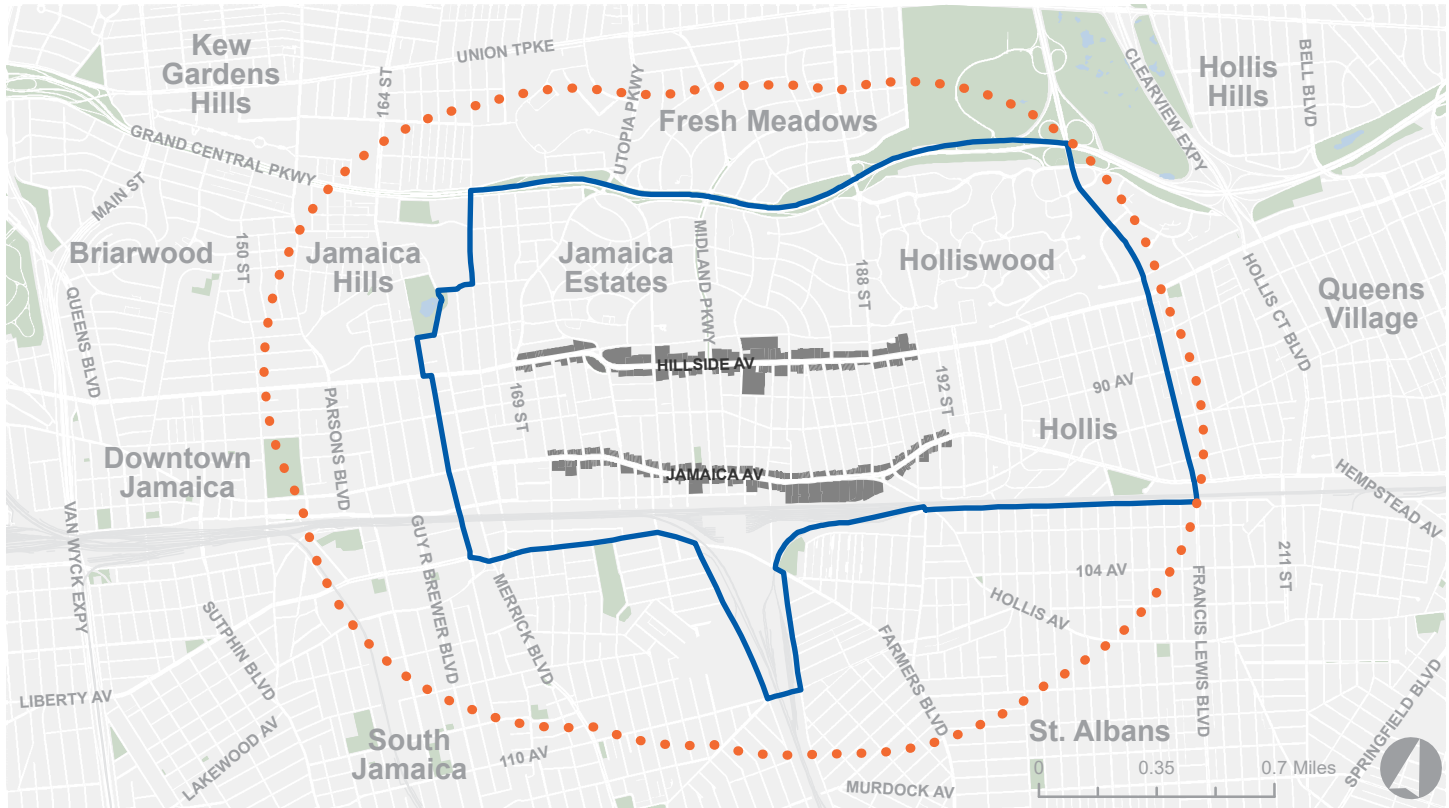 Kew
Gardens
Hills
UNION TPKE
164 ST
UTOPIA PKWY
Fresh Meadows
CLEARVIEW EXPY
Hollis
Hills
BELL BLVD
GRAND CENTRAL PKWY
MAIN ST
Briarwood
150 ST
Jamaica
Hills
Jamaica
Estates
MIDLAND PKWY
188 ST
Holliswood
HOLLIS CT BLVD
Queens
Village
QUEENS BLVD
HILLSIDE AV
169 ST
192 ST
90 AV
PARSONS BLVD
Hollis
Downtown
Jamaica
JAMAICA AV
HEMPSTEAD AV
VAN WYCK EXPY
GUY R BREWER BLVD
MERRICK BLVD
104 AV
HOLLIS AV
FRANCIS LEWIS BLVD
211 ST
SUTPHIN BLVD
FARMERS BLVD
LIBERTY AV
LAKEWOOD AV
South
Jamaica
110 AV
St. Albans
SPRINGFIELD BLVD
MURDOCK AV
0 0.35 0.7 Miles